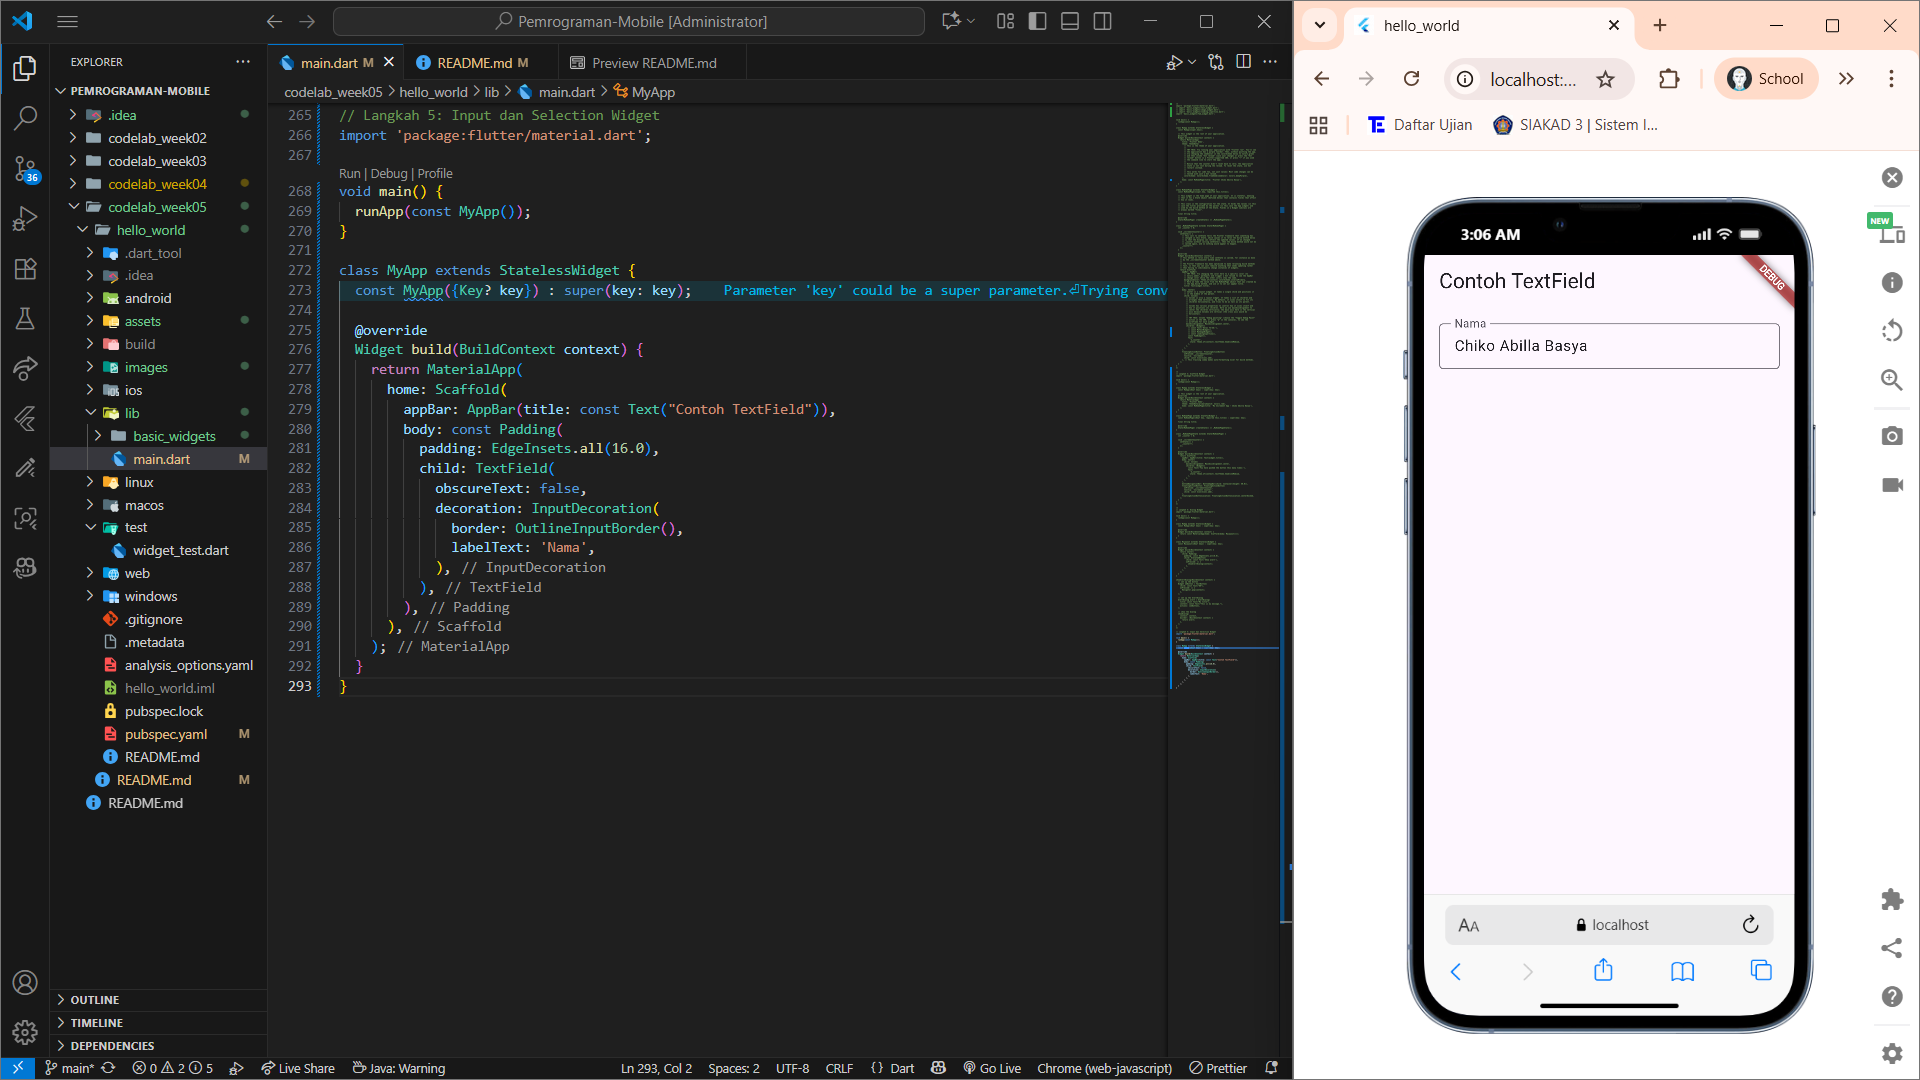 Pemrograman-Mobile [Administrator]
EXPLORER
PEMROGRAMAN-MOBILE
.idea
codelab_week02
codelab_week03
codelab_week04
codelab_week05
hello_world
.dart_tool
.idea
android
assets
build
images
ios
lib
basic_widgets
main.dart M
linux
macos
test
widget_test.dart
web
windows
.gitignore
.metadata
analysis_options.yaml
hello_world.iml
pubspec.lock
pubspec.yaml M
README.md
README.md M
README.md
OUTLINE
TIMELINE
DEPENDENCIES
36
main.dart M
README.md M
Preview README.md
codelab_week05 > hello_world > lib > main.dart > MyApp
265 // Langkah 5: Input dan Selection Widget
266 import 'package:flutter/material.dart';
267
Run | Debug | Profile
268 void main() {
269 runApp(const MyApp());
270 }
271
272 class MyApp extends StatelessWidget {
273 const MyApp({Key? key}) : super(key: key); Parameter 'key' could be a super parameter.⏎Trying conv
274
275 @override
276 Widget build(BuildContext context) {
277 return MaterialApp(
278 home: Scaffold(
279 appBar: AppBar(title: const Text("Contoh TextField")),
280 body: const Padding(
281 padding: EdgeInsets.all(16.0),
282 child: TextField(
283 obscureText: false,
284 decoration: InputDecoration(
285 border: OutlineInputBorder(),
286 labelText: 'Nama',
287 ), // InputDecoration
288 ), // TextField
289 ), // Padding
290 ), // Scaffold
291 ); // MaterialApp
292 }
293 }
main* 0 2 5 Live Share Java: Warning Ln 293, Col 2 Spaces: 2 UTF-8 CRLF {} Dart Go Live Chrome (web-javascript) Prettier
hello_world
localhost:...
School
Daftar Ujian
SIAKAD 3 | Sistem I...
NEW
3:06 AM
DEBUG
Contoh TextField
Nama
Chiko Abilla Basya
AA
localhost